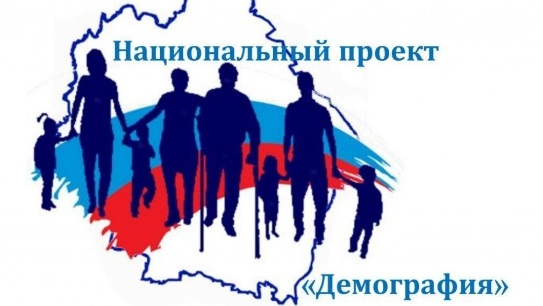 Национальный проект
«Демография»